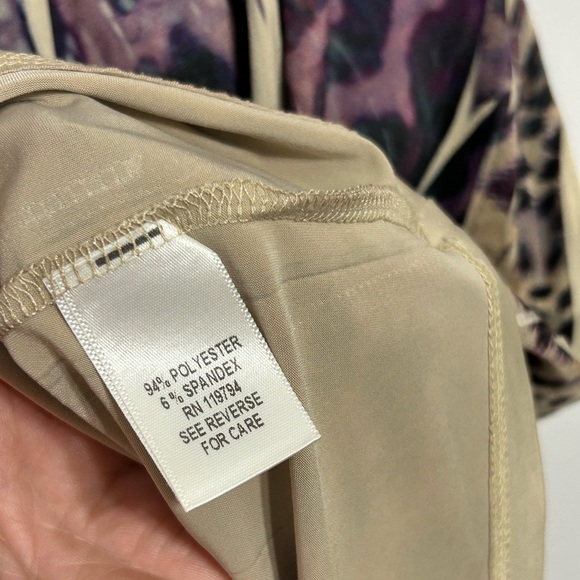 94% POLYESTER
6% SPANDEX
RN 119794
SEE REVERSE
FOR CARE